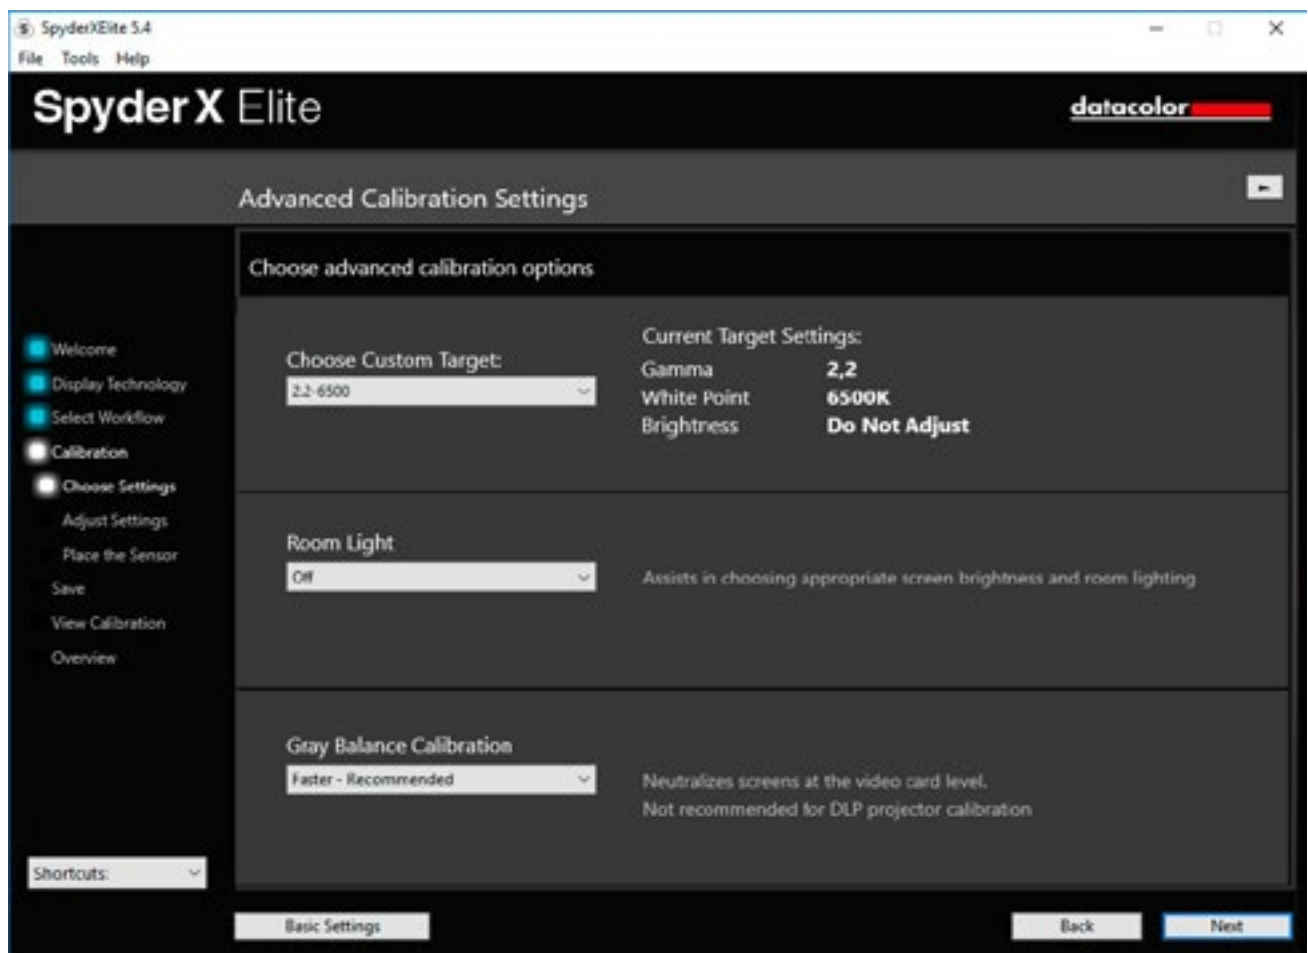 SpyderXElite 5.4
File Tools Help
SpyderX Elite
datacolor
Advanced Calibration Settings
Choose advanced calibration options
Welcome
Display Technology
Select Workflow
Calibration
Choose Settings
Adjust Settings
Place the Sensor
Save
View Calibration
Overview
Shortcuts:
Choose Custom Target:
2.2-6500
Current Target Settings:
Gamma 2,2
White Point 6500K
Brightness Do Not Adjust
Room Light
Off
Assists in choosing appropriate screen brightness and room lighting
Gray Balance Calibration
Faster - Recommended
Neutralizes screens at the video card level.
Not recommended for DLP projector calibration
Basic Settings
Back
Next